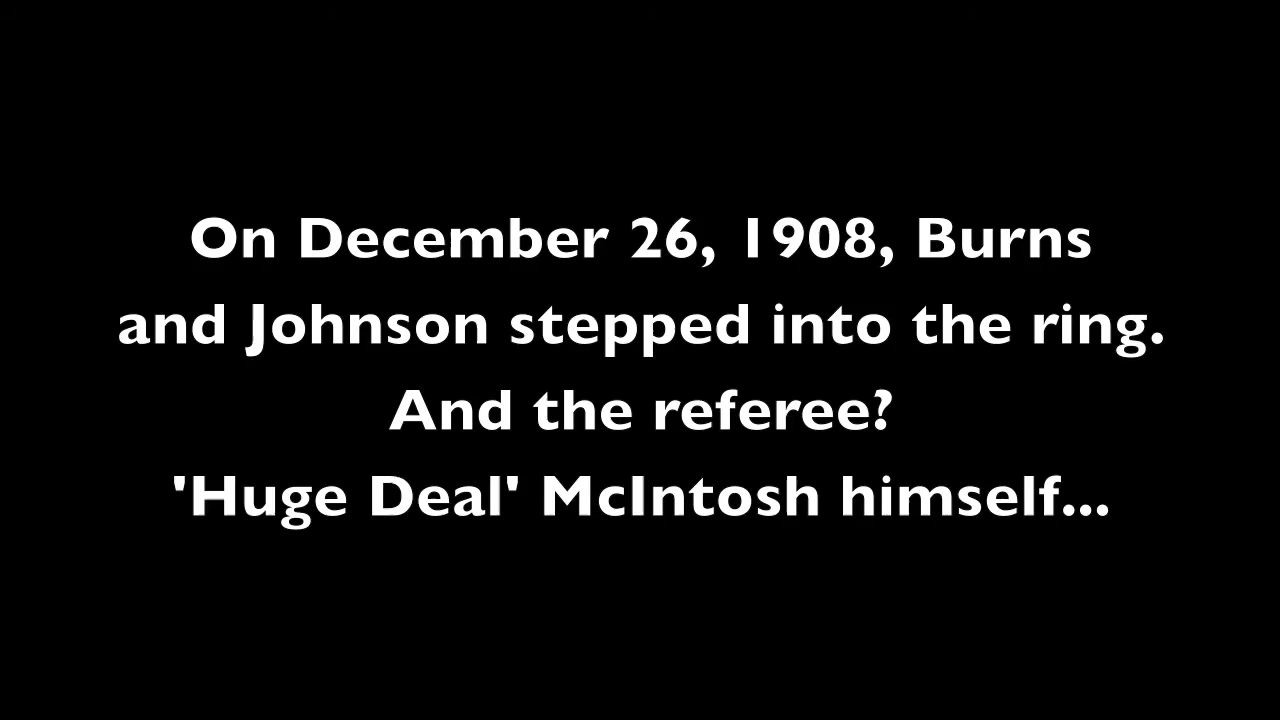 On December 26, 1908, Burns
and Johnson stepped into the ring.
And the referee?
'Huge Deal' McIntosh himself...